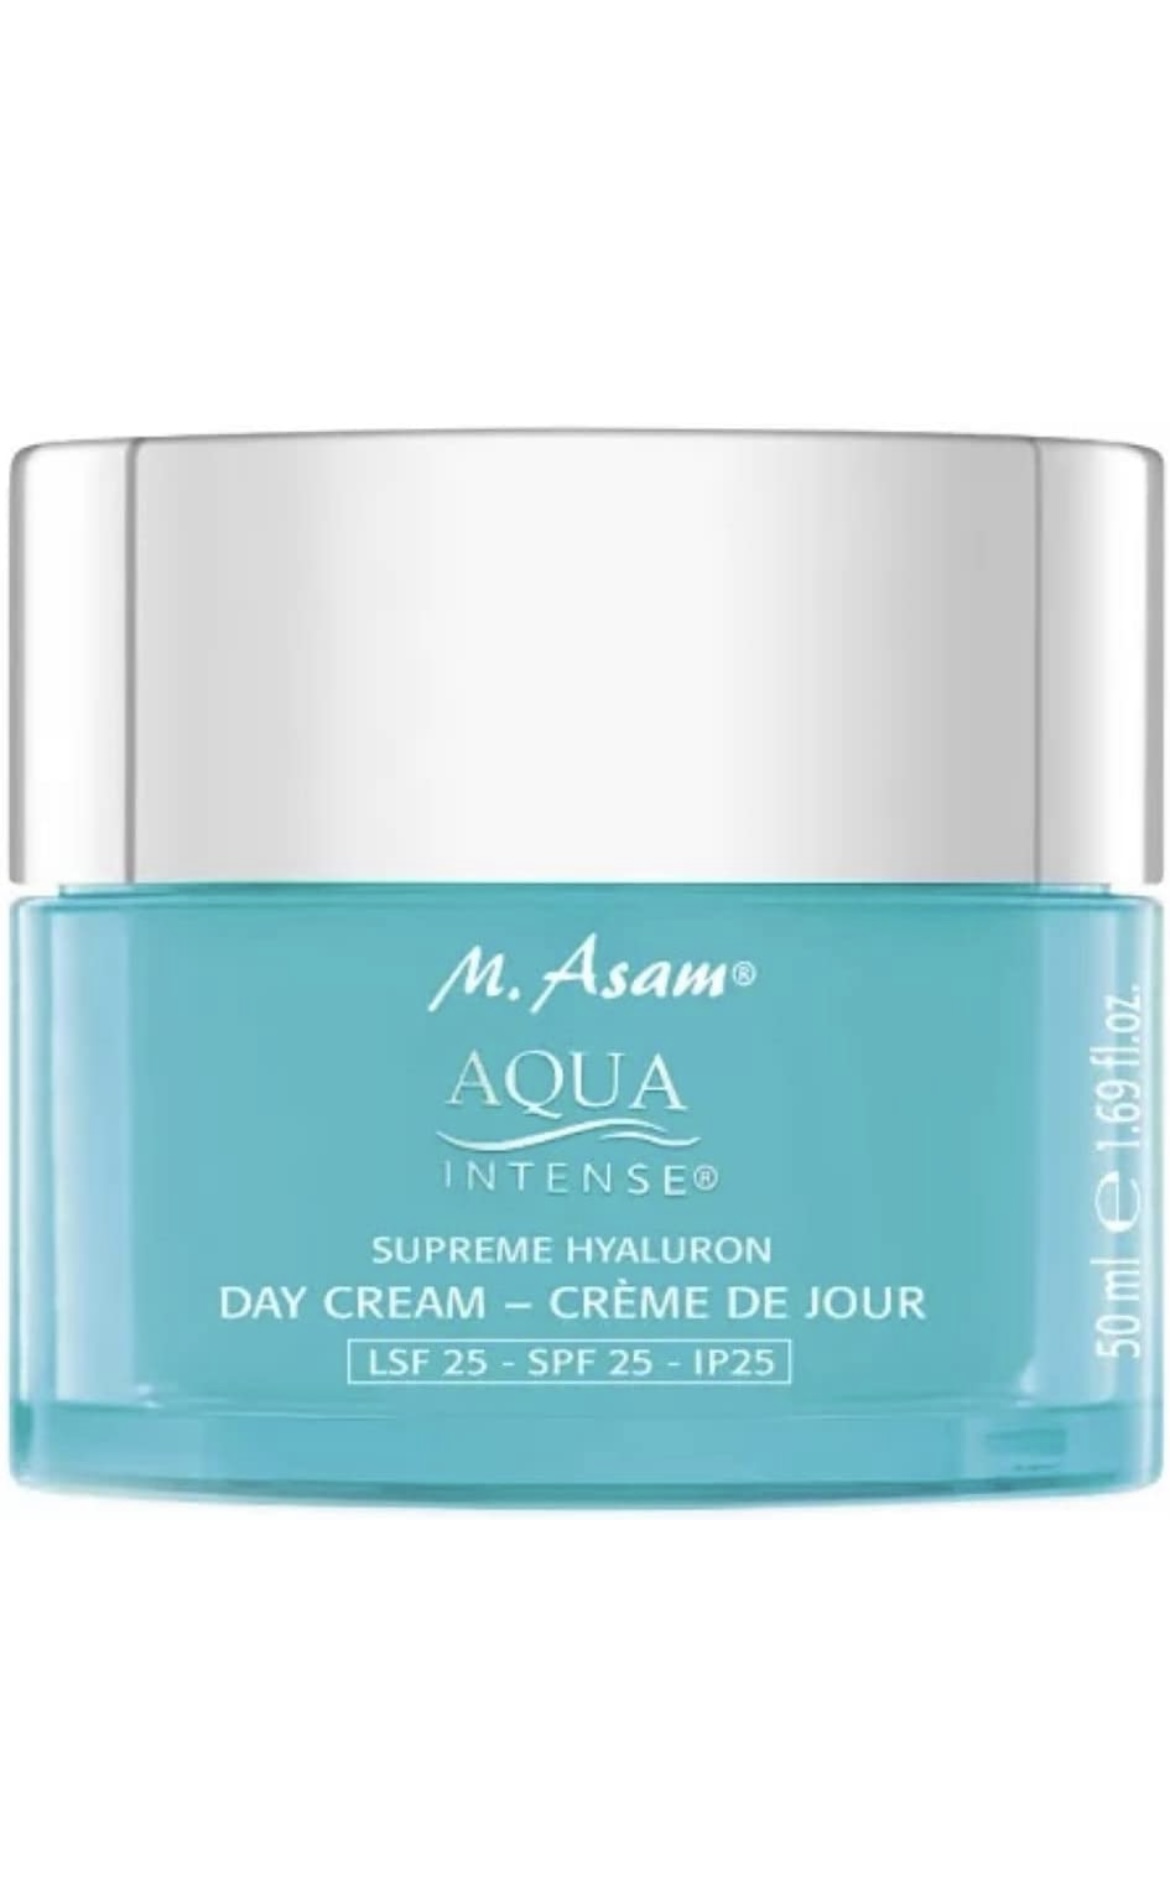 M. Asam®
AQUA
INTENSE®
SUPREME HYALURON
DAY CREAM – CRÈME DE JOUR
LSF 25 - SPF 25 - IP25
50 ml ℮ 1.69 fl.oz.